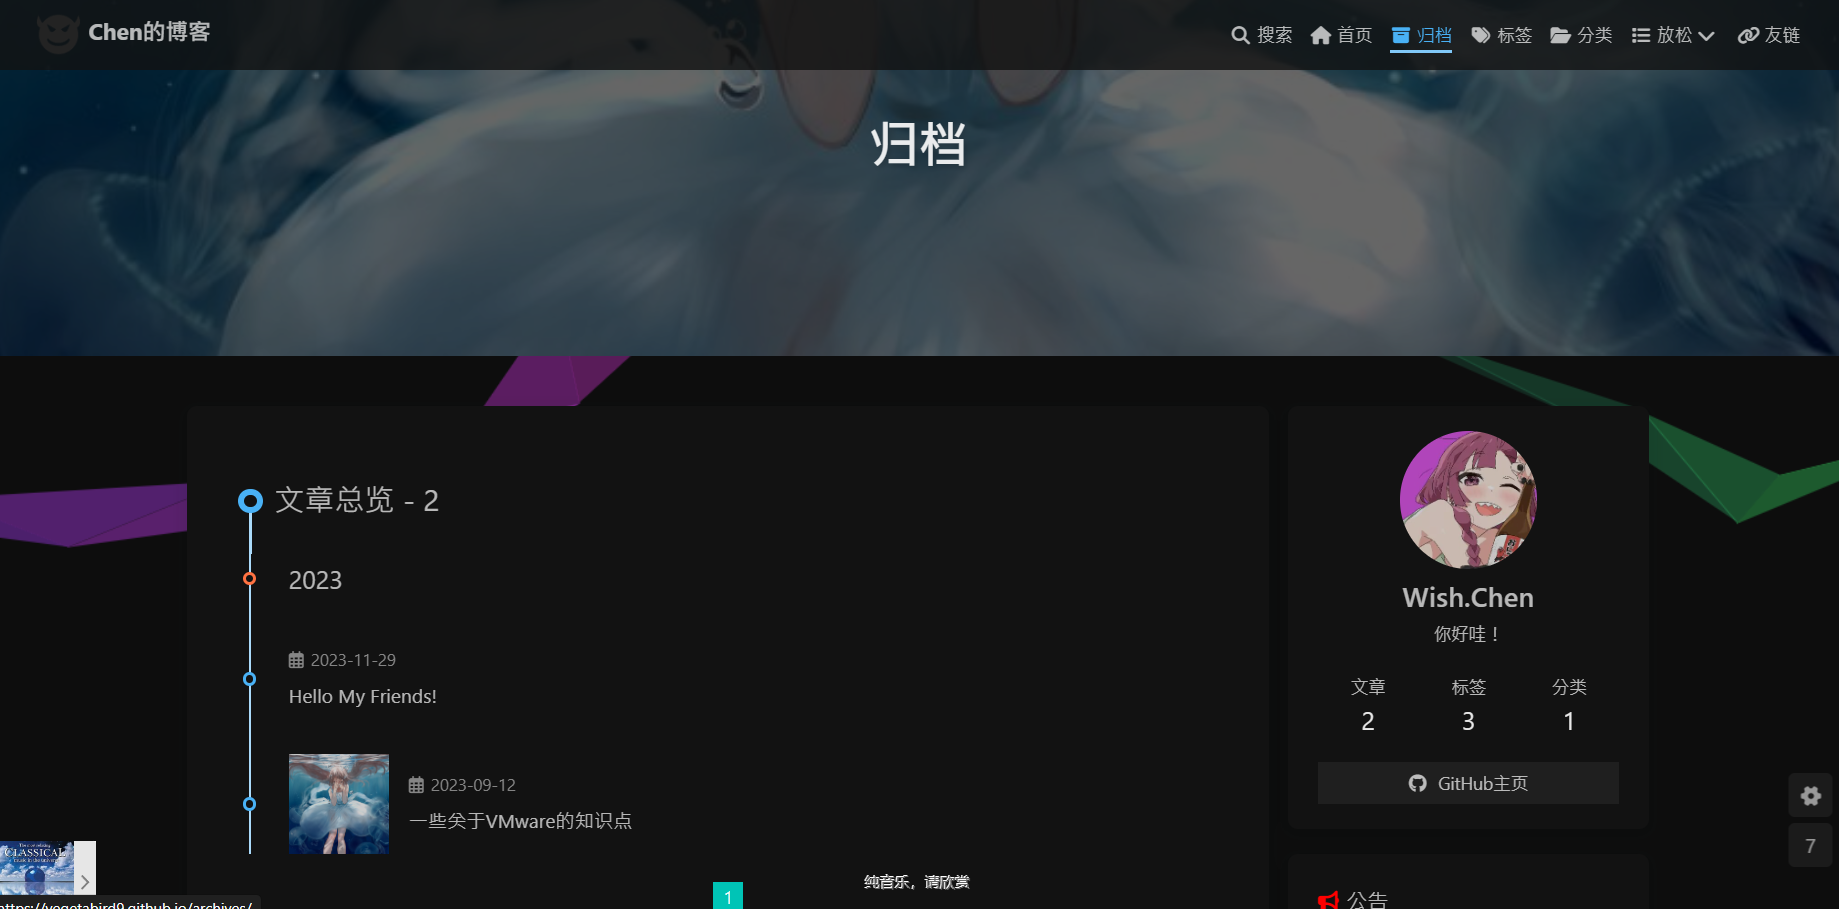 Chen的博客
搜索
首页
归档
标签
分类
放松
友链
归档
文章总览 - 2
2023
2023-11-29
Hello My Friends!
2023-09-12
一些关于VMware的知识点
1
纯音乐，请欣赏
Wish.Chen
你好哇！
文章
标签
分类
2
3
1
GitHub主页
公告
7
CLASSICAL
https://vegetabird9.github.io/archives/